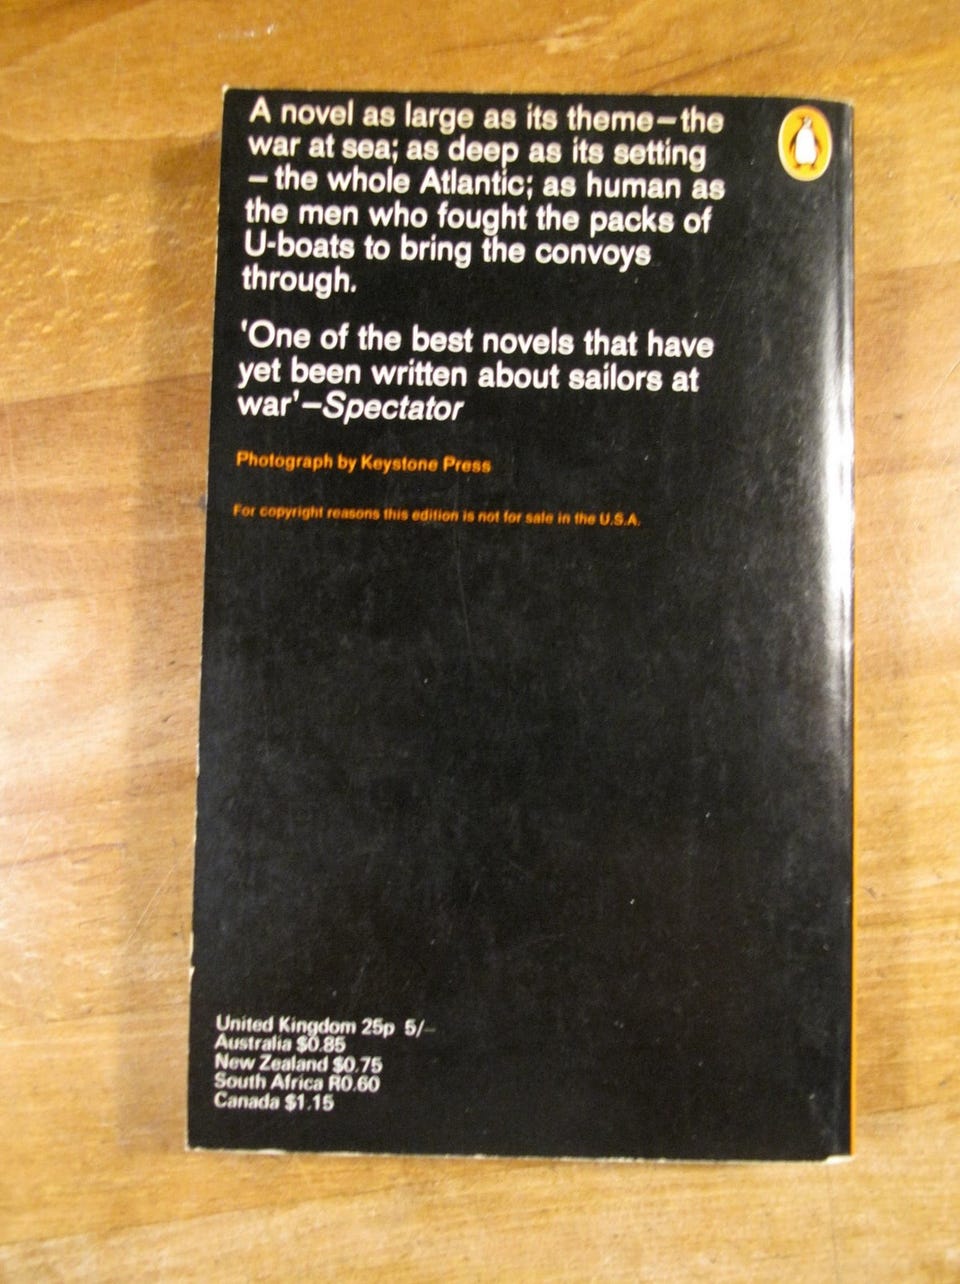 A novel as large as its theme—the
war at sea; as deep as its setting
– the whole Atlantic; as human as
the men who fought the packs of
U-boats to bring the convoys
through.
'One of the best novels that have
yet been written about sailors at
war'–Spectator
Photograph by Keystone Press
For copyright reasons this edition is not for sale in the U.S.A.
United Kingdom 25p 5/–
Australia $0.85
New Zealand $0.75
South Africa R0.60
Canada $1.15